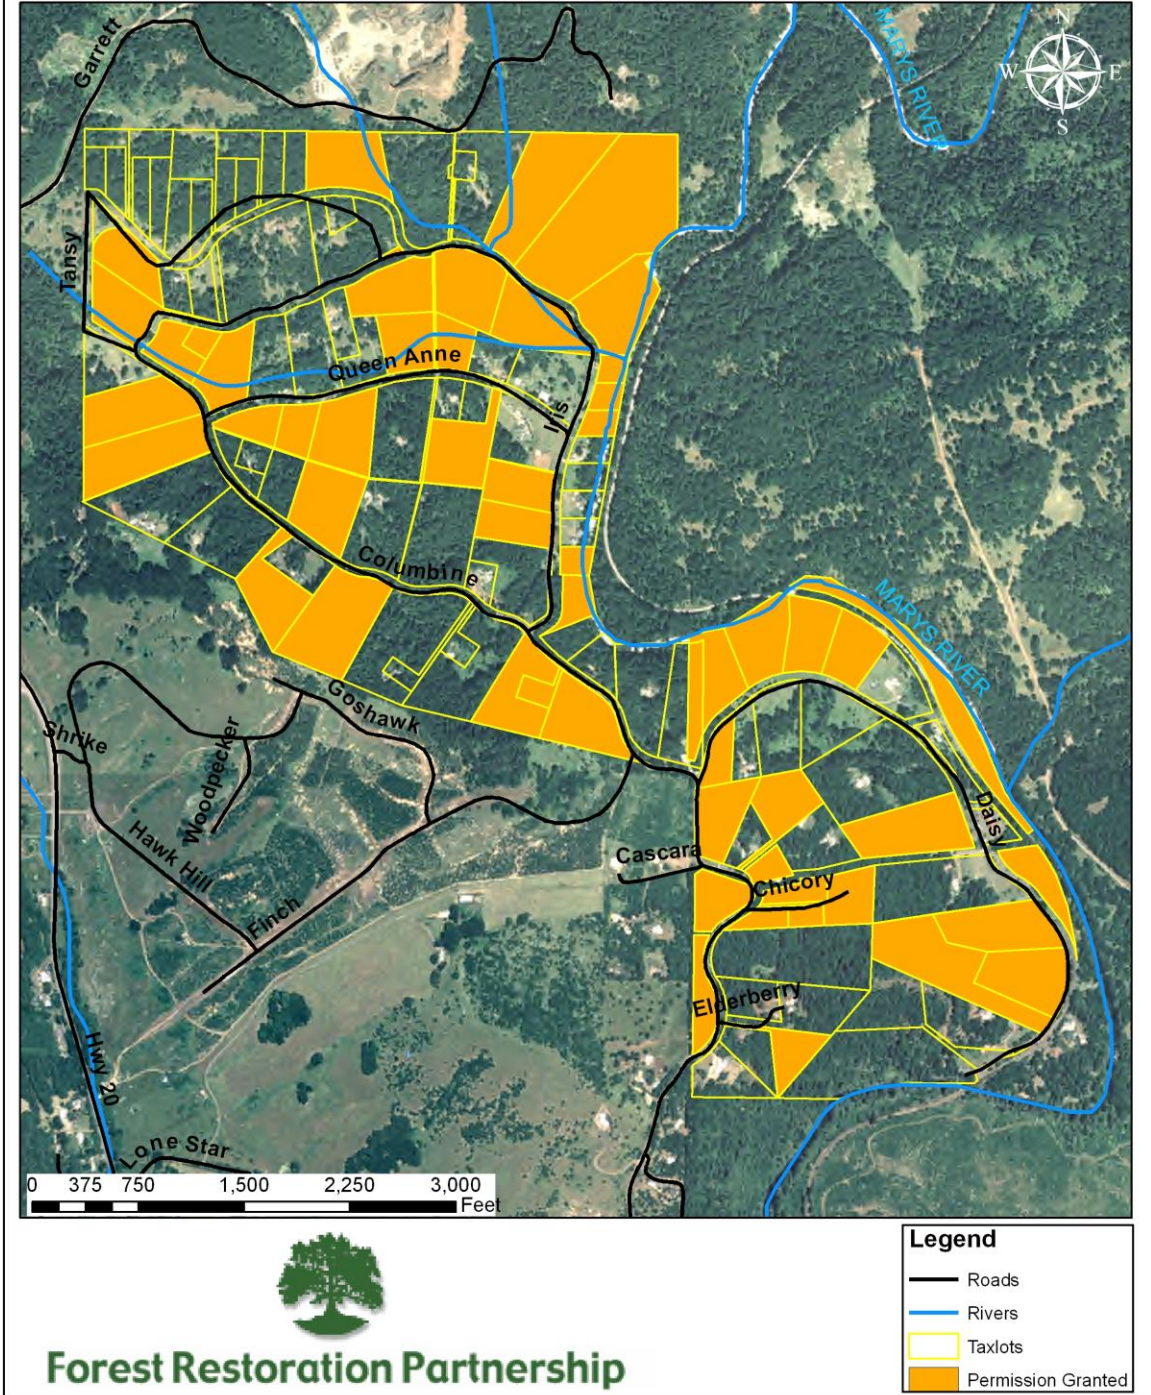 Garrett
MARYS RIVER
N
W
E
S
Tansy
Queen Anne
Iris
Columbine
MARYS RIVER
Goshawk
Shrike
Woodpecker
Daisy
Hawk Hill
Cascara
Chicory
Finch
Elderberry
Hwy 20
Lone Star
0 375 750 1,500 2,250 3,000
Feet
Legend
Roads
Rivers
Taxlots
Permission Granted
Forest Restoration Partnership